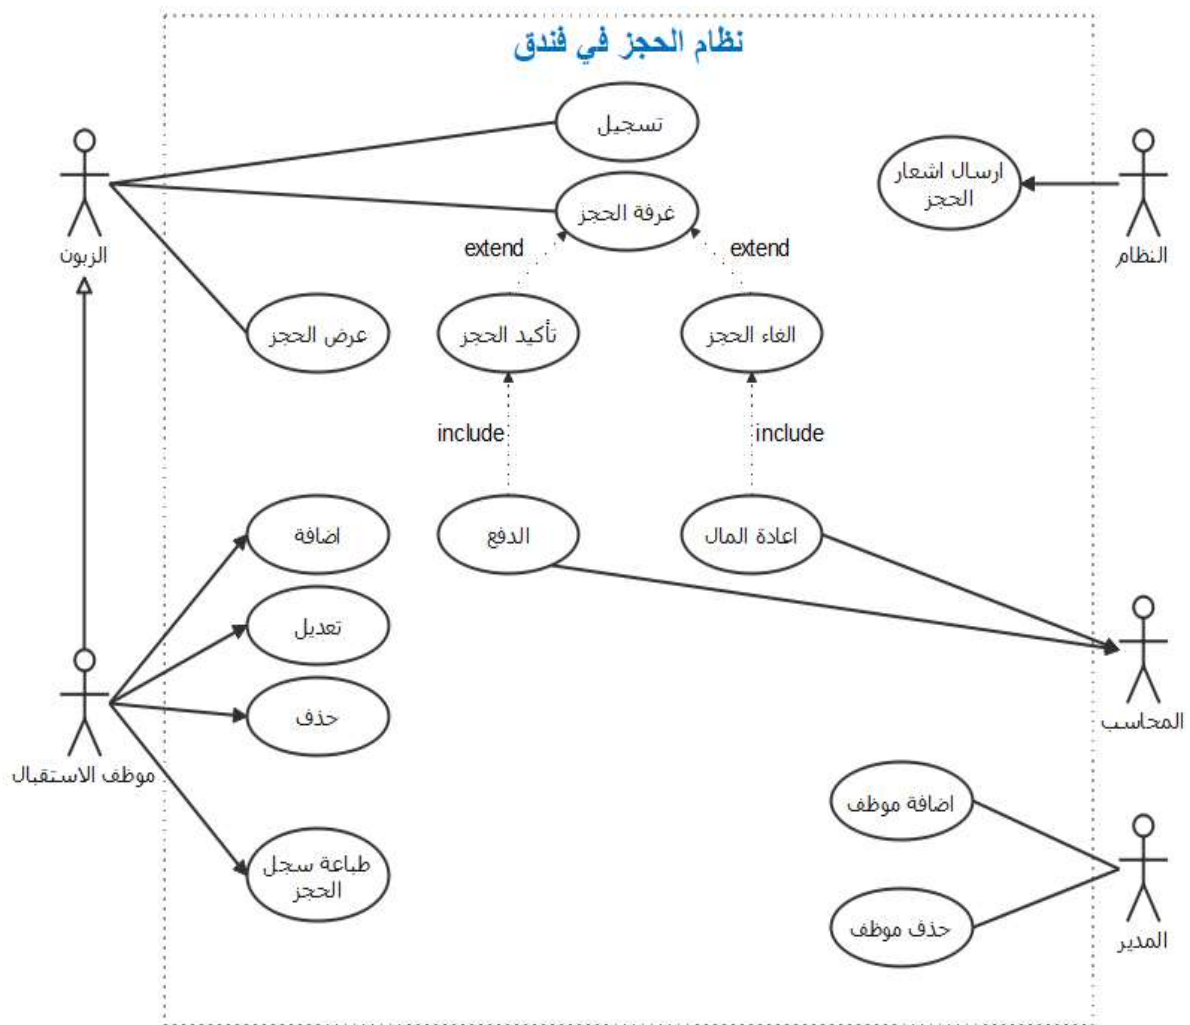 نظام الحجز في فندق
تسجيل
ارسال اشعار
الحجز
غرفة الحجز
extend
extend
الزبون
النظام
عرض الحجز
تأكيد الحجز
الغاء الحجز
include
include
اضافة
الدفع
اعادة المال
تعديل
حذف
المحاسب
موظف الاستقبال
اضافة موظف
طباعة سجل
الحجز
حذف موظف
المدير